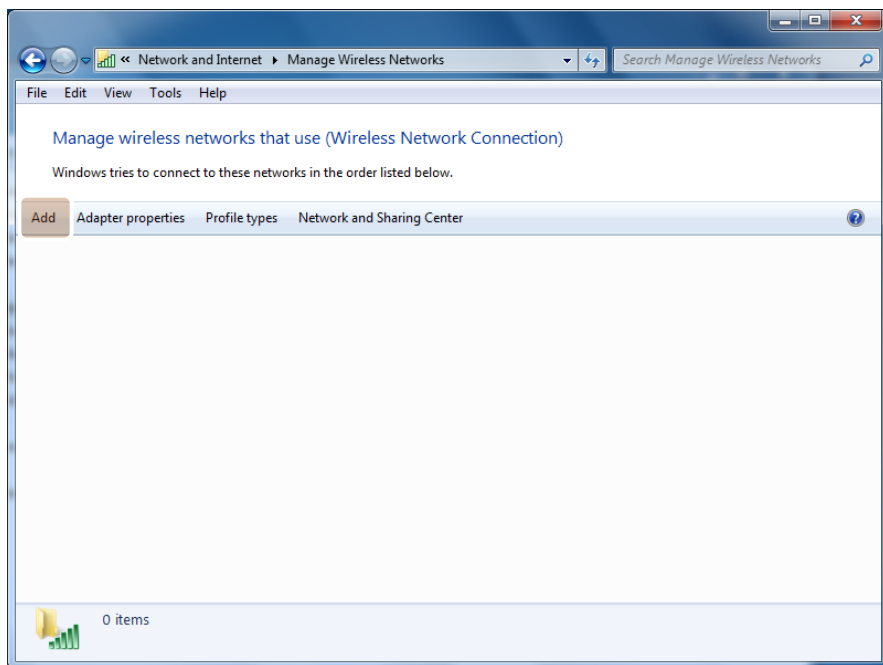 « Network and Internet ▸ Manage Wireless Networks
Search Manage Wireless Networks
File Edit View Tools Help
Manage wireless networks that use (Wireless Network Connection)
Windows tries to connect to these networks in the order listed below.
Add Adapter properties Profile types Network and Sharing Center
0 items